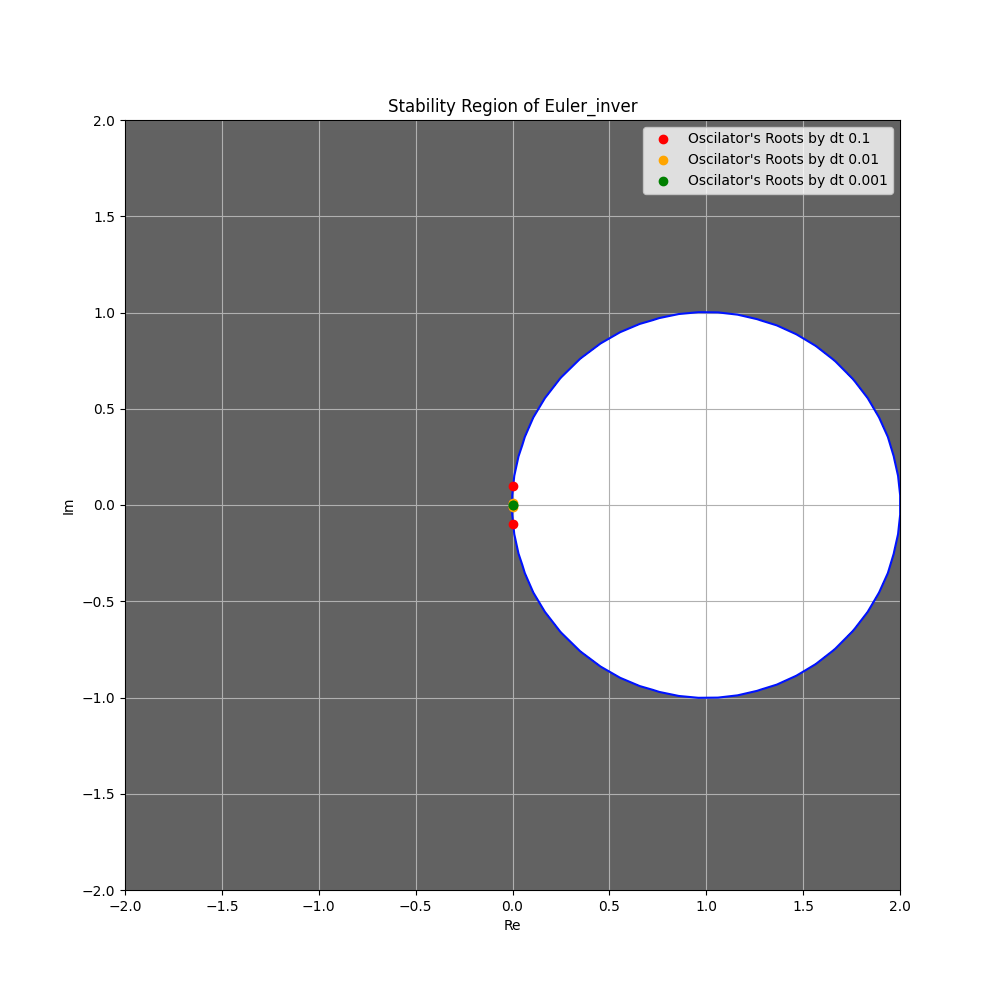 Stability Region of Euler_inver
Oscilator's Roots by dt 0.1
Oscilator's Roots by dt 0.01
Oscilator's Roots by dt 0.001
2.0
1.5
1.0
0.5
0.0
−0.5
−1.0
−1.5
−2.0
Im
−2.0 −1.5 −1.0 −0.5 0.0 0.5 1.0 1.5 2.0
Re